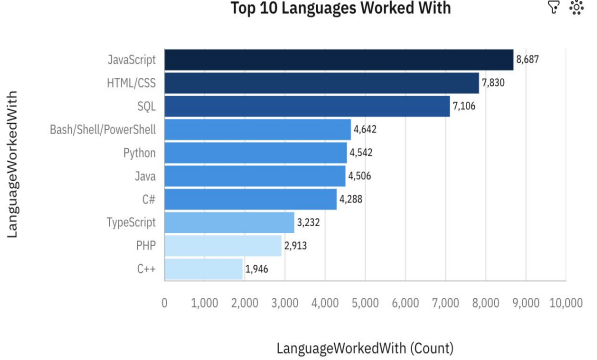 Top 10 Languages Worked With
LanguageWorkedWith
JavaScript 8,687
HTML/CSS 7,830
SQL 7,106
Bash/Shell/PowerShell 4,642
Python 4,542
Java 4,506
C# 4,288
TypeScript 3,232
PHP 2,913
C++ 1,946
0 1,000 2,000 3,000 4,000 5,000 6,000 7,000 8,000 9,000 10,000
LanguageWorkedWith (Count)